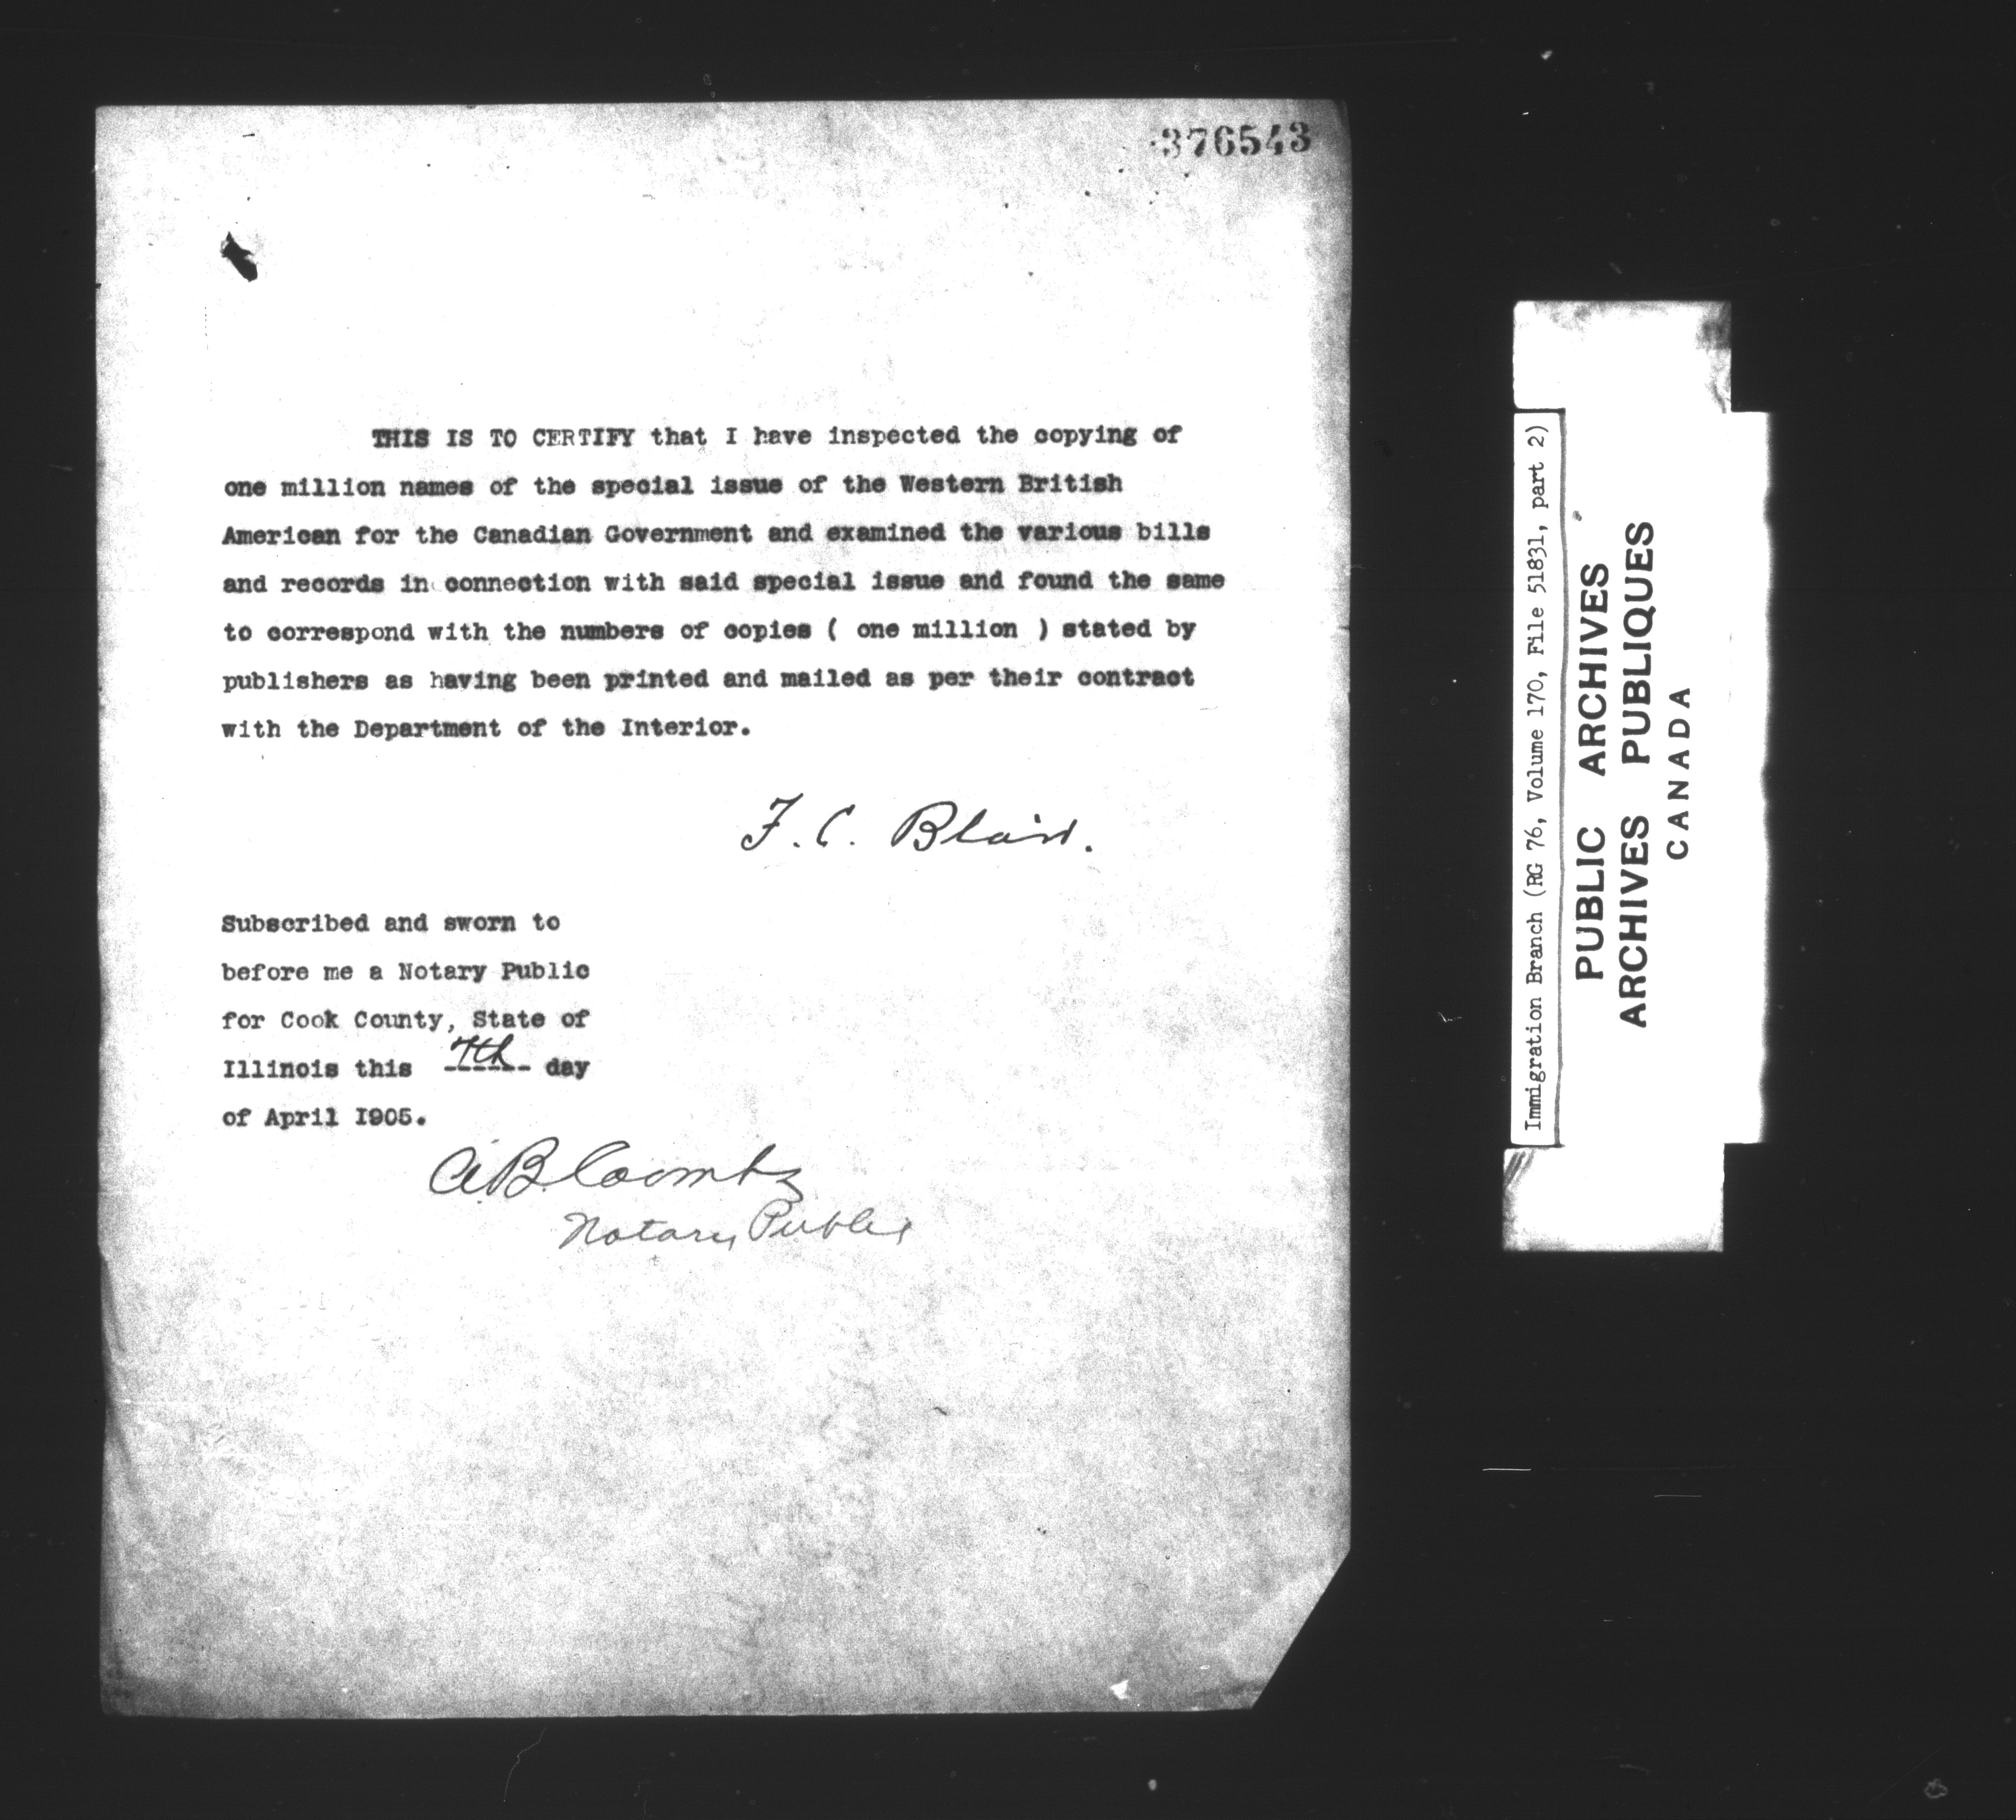 376543
THIS IS TO CERTIFY that I have inspected the copying of
one million names of the special issue of the Western British
American for the Canadian Government and examined the various bills
and records in connection with said special issue and found the same
to correspond with the numbers of copies ( one million ) stated by
publishers as having been printed and mailed as per their contract
with the Department of the Interior.
F. C. Blair.
Subscribed and sworn to
before me a Notary Public
for Cook County, State of
Illinois this 7th day
of April I905.
A. B. Coombs
Notary Public
Immigration Branch (RG 76, Volume 170, File 51831, part 2)
PUBLIC ARCHIVES
ARCHIVES PUBLIQUES
CANADA